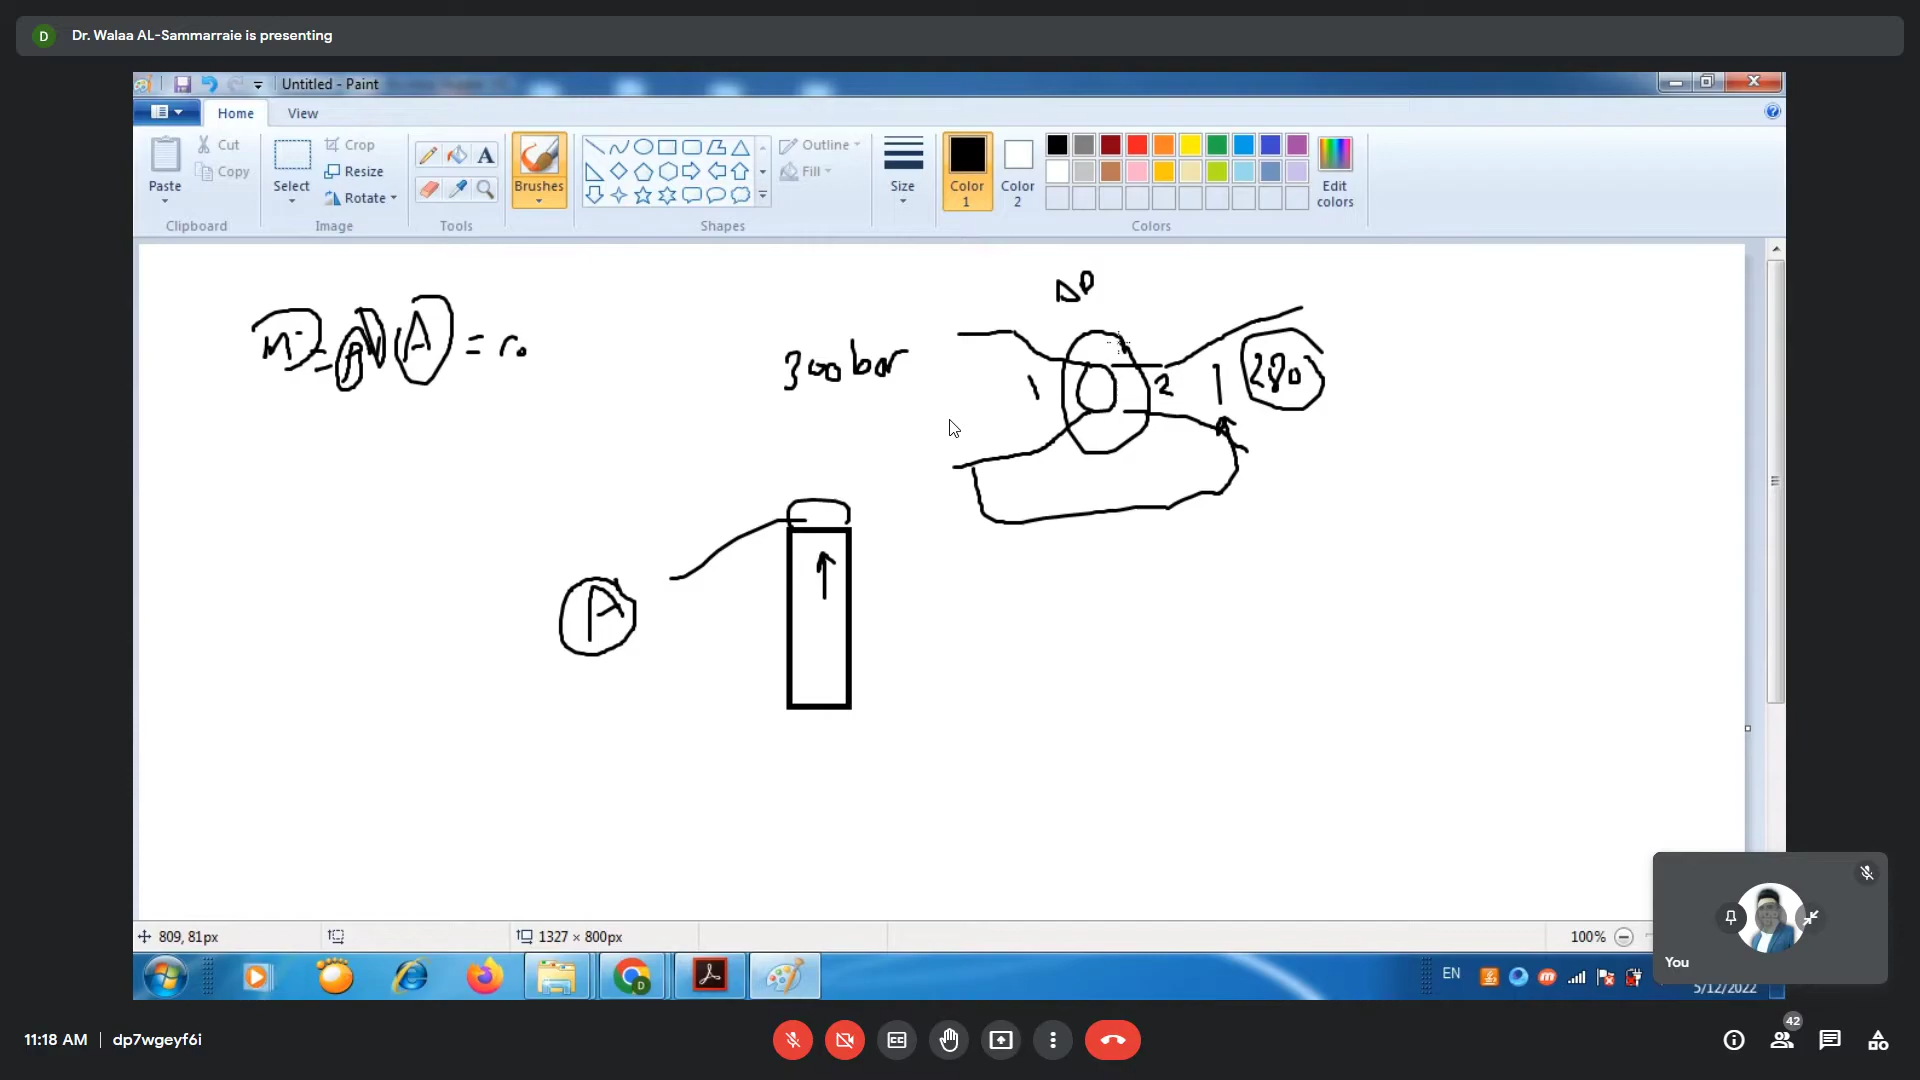 D
Dr. Walaa AL-Sammarraie is presenting
Untitled - Paint
Home
View
Paste
Cut
Copy
Clipboard
Select
Crop
Resize
Rotate
Image
A
Tools
Brushes
Outline
Fill
Shapes
Size
Color 1
Color 2
Edit colors
Colors
ΔP
300 bar
1
2
280
A
809, 81px
1327 × 800px
100%
EN
5/12/2022
You
11:18 AM
dp7wgeyf6i
42